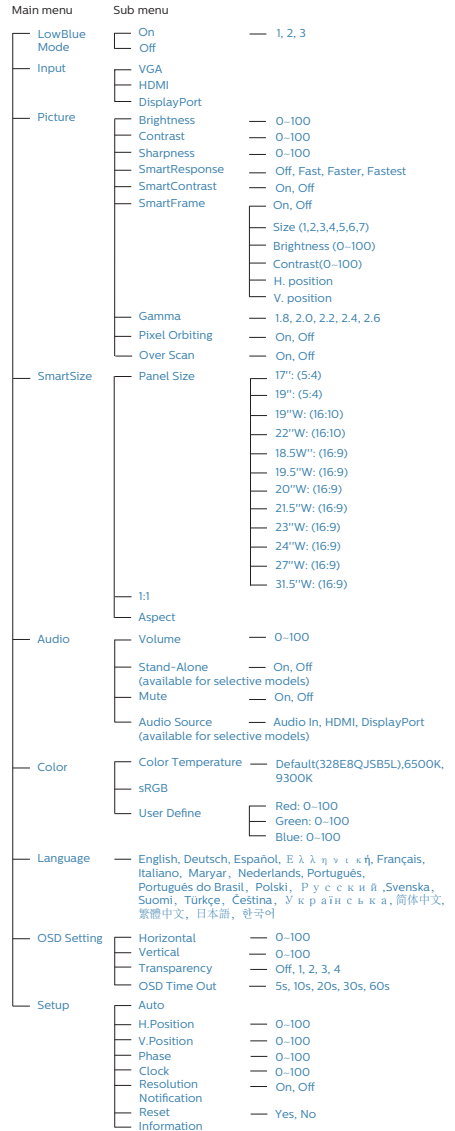 Main menu Sub menu
LowBlue Mode
On 1, 2, 3
Off
Input
VGA
HDMI
DisplayPort
Picture
Brightness 0~100
Contrast 0~100
Sharpness 0~100
SmartResponse Off, Fast, Faster, Fastest
SmartContrast On, Off
SmartFrame
On, Off
Size (1,2,3,4,5,6,7)
Brightness (0~100)
Contrast(0~100)
H. position
V. position
Gamma 1.8, 2.0, 2.2, 2.4, 2.6
Pixel Orbiting On, Off
Over Scan On, Off
SmartSize
Panel Size
17'': (5:4)
19'': (5:4)
19''W: (16:10)
22''W: (16:10)
18.5W'': (16:9)
19.5''W: (16:9)
20''W: (16:9)
21.5''W: (16:9)
23''W: (16:9)
24''W: (16:9)
27''W: (16:9)
31.5''W: (16:9)
1:1
Aspect
Audio
Volume 0~100
Stand-Alone On, Off
(available for selective models)
Mute On, Off
Audio Source Audio In, HDMI, DisplayPort
(available for selective models)
Color
Color Temperature Default(328E8QJSB5L),6500K,
9300K
sRGB
User Define
Red: 0~100
Green: 0~100
Blue: 0~100
Language
English, Deutsch, Español, Ελληνική, Français,
Italiano, Maryar, Nederlands, Português,
Português do Brasil, Polski, Русский ,Svenska,
Suomi, Türkçe, Čeština, Українська, 简体中文,
繁體中文, 日本語, 한국어
OSD Setting
Horizontal 0~100
Vertical 0~100
Transparency Off, 1, 2, 3, 4
OSD Time Out 5s, 10s, 20s, 30s, 60s
Setup
Auto
H.Position 0~100
V.Position 0~100
Phase 0~100
Clock 0~100
Resolution On, Off
Notification
Reset Yes, No
Information